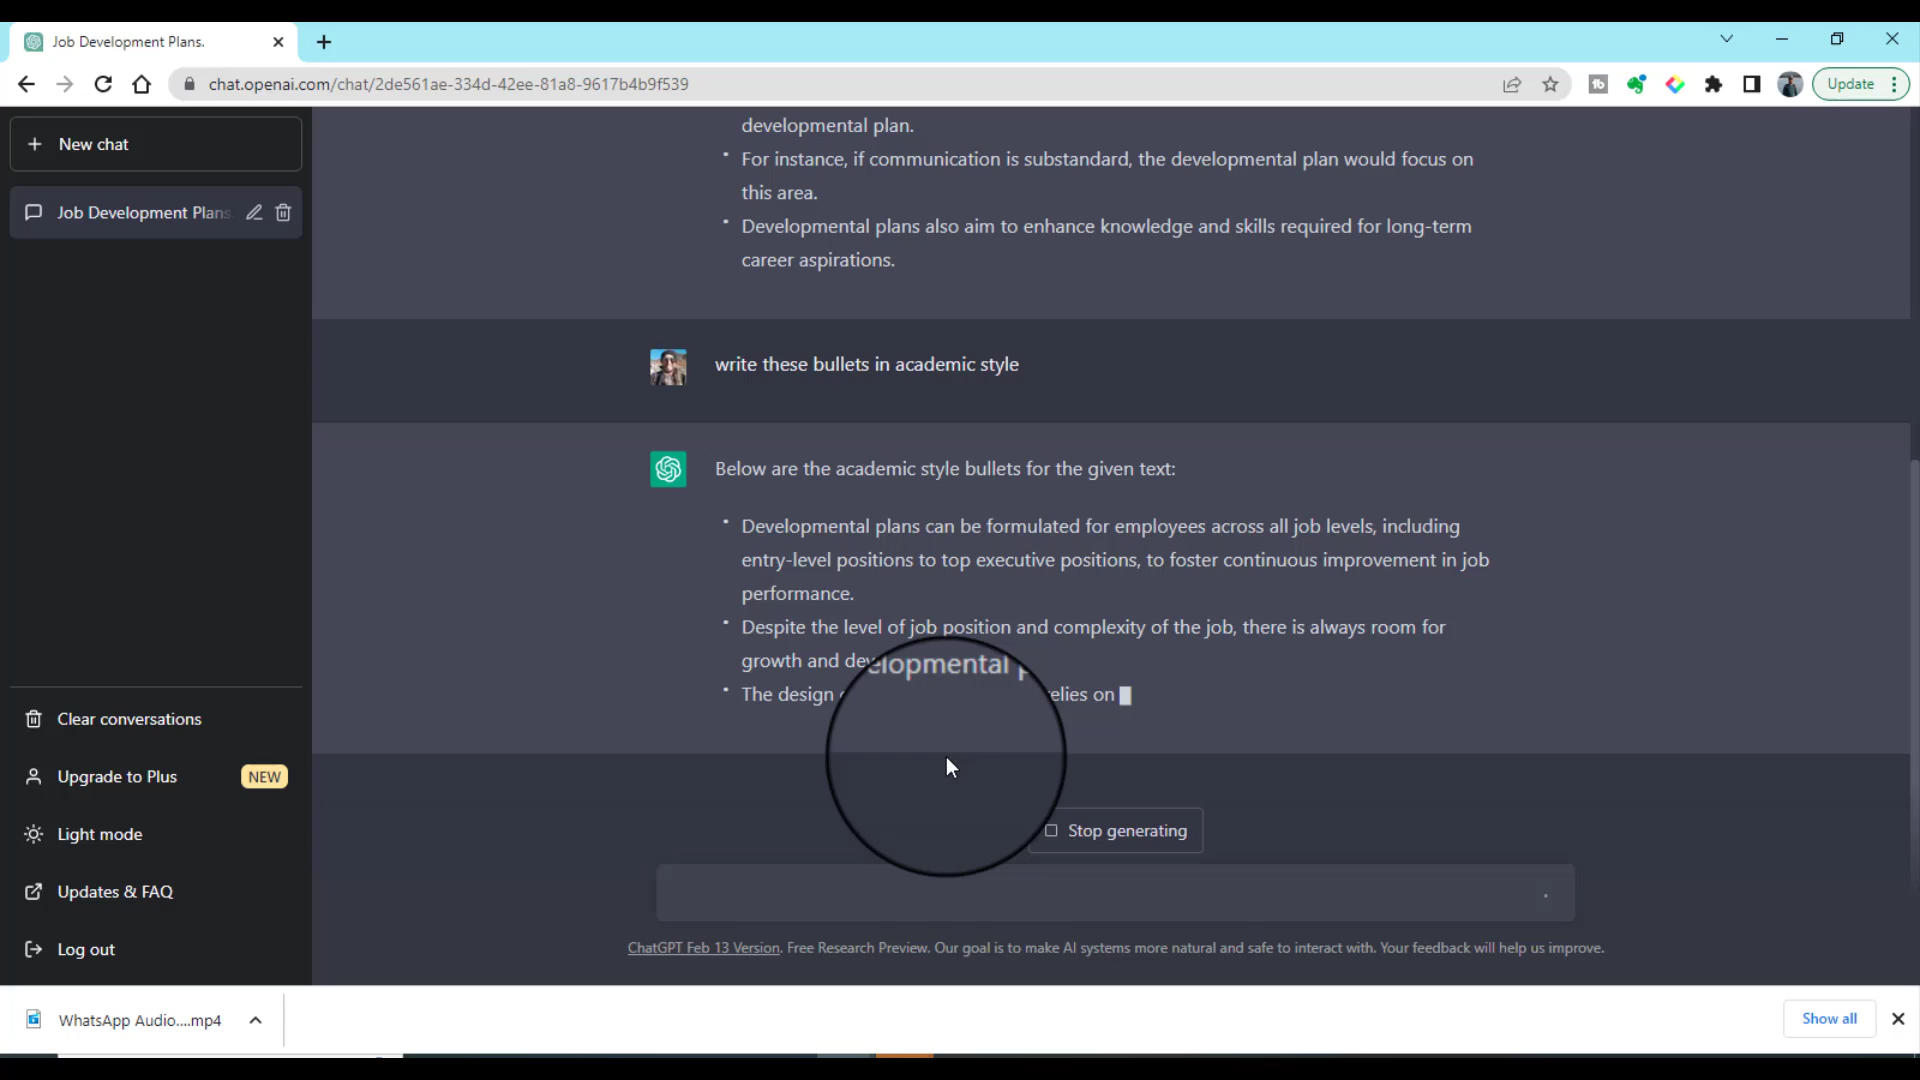 Job Development Plans.
chat.openai.com/chat/2de561ae-334d-42ee-81a8-9617b4b9f539
Update
New chat
Job Development Plans
developmental plan.
• For instance, if communication is substandard, the developmental plan would focus on
this area.
• Developmental plans also aim to enhance knowledge and skills required for long-term
career aspirations.
write these bullets in academic style
Below are the academic style bullets for the given text:
• Developmental plans can be formulated for employees across all job levels, including
entry-level positions to top executive positions, to foster continuous improvement in job
performance.
• Despite the level of job position and complexity of the job, there is always room for
growth and developmental p
• The design elies on
Stop generating
ChatGPT Feb 13 Version. Free Research Preview. Our goal is to make AI systems more natural and safe to interact with. Your feedback will help us improve.
Clear conversations
Upgrade to Plus NEW
Light mode
Updates & FAQ
Log out
WhatsApp Audio....mp4
Show all